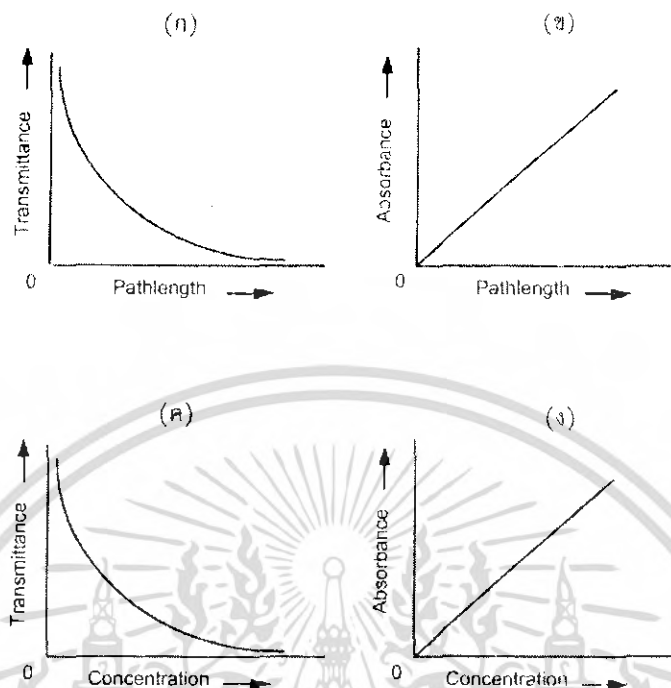 (ก)
(ข)
Transmittance
Absorbance
0
Pathlength
0
Pathlength
(ค)
(ง)
Transmittance
Absorbance
0
Concentration
0
Concentration